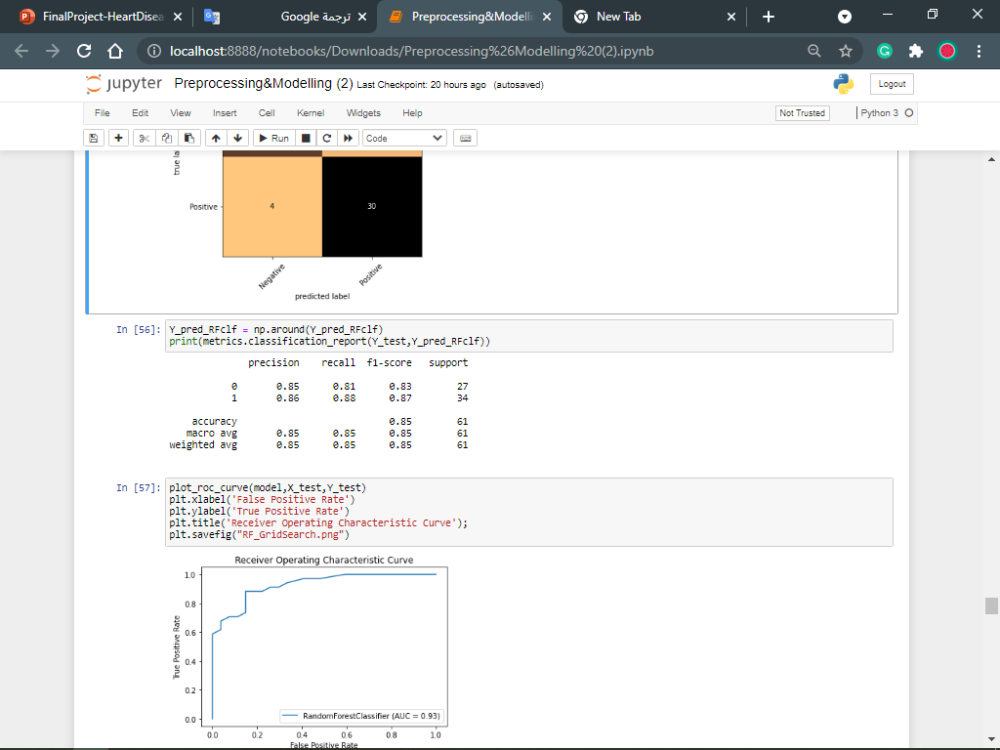 FinalProject-HeartDisea
Google ترجمة
Preprocessing&Modelli
New Tab
localhost:8888/notebooks/Downloads/Preprocessing%26Modelling%20(2).ipynb
jupyter Preprocessing&Modelling (2) Last Checkpoint: 20 hours ago (autosaved)
Logout
File Edit View Insert Cell Kernel Widgets Help
Not Trusted
Python 3
Run
Code
Positive
4
30
Negative
Positive
predicted label
In [56]:
Y_pred_RFclf = np.around(Y_pred_RFclf)
print(metrics.classification_report(Y_test,Y_pred_RFclf))
precision recall f1-score support
0 0.85 0.81 0.83 27
1 0.86 0.88 0.87 34
accuracy 0.85 61
macro avg 0.85 0.85 0.85 61
weighted avg 0.85 0.85 0.85 61
In [57]:
plot_roc_curve(model,X_test,Y_test)
plt.xlabel('False Positive Rate')
plt.ylabel('True Positive Rate')
plt.title('Receiver Operating Characteristic Curve');
plt.savefig("RF_GridSearch.png")
Receiver Operating Characteristic Curve
1.0
0.8
0.6
0.4
0.2
0.0
True Positive Rate
RandomForestClassifier (AUC = 0.93)
0.0 0.2 0.4 0.6 0.8 1.0
False Positive Rate